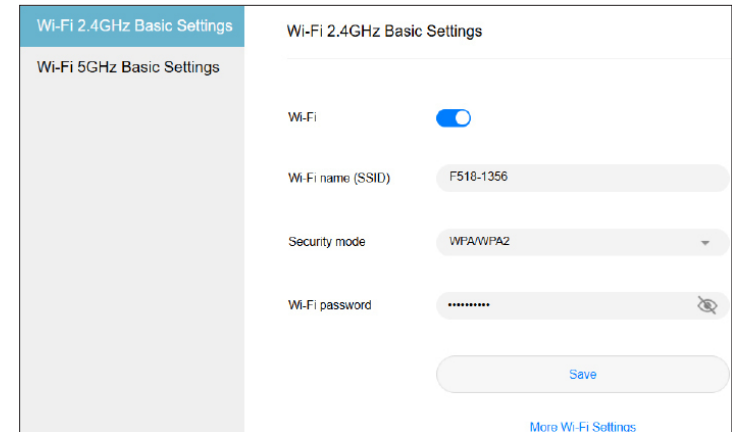 Wi-Fi 2.4GHz Basic Settings
Wi-Fi 5GHz Basic Settings
Wi-Fi 2.4GHz Basic Settings
Wi-Fi
Wi-Fi name (SSID)
F518-1356
Security mode
WPA/WPA2
Wi-Fi password
••••••••••
Save
More Wi-Fi Settings